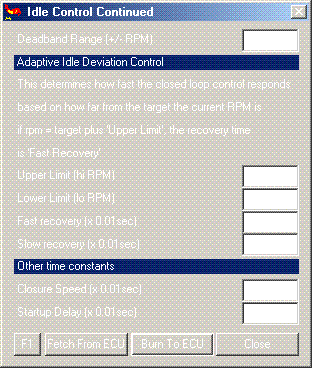 Idle Control Continued
Deadband Range (+/- RPM)
Adaptive Idle Deviation Control
This determines how fast the closed loop control responds
based on how far from the target the current RPM is
if rpm = target plus 'Upper Limit', the recovery time
is 'Fast Recovery'
Upper Limit (hi RPM)
Lower Limit (lo RPM)
Fast recovery (x 0.01sec)
Slow recovery (x 0.01sec)
Other time constants
Closure Speed (x 0.01sec)
Startup Delay (x 0.01sec)
F1 Fetch From ECU Burn To ECU Close